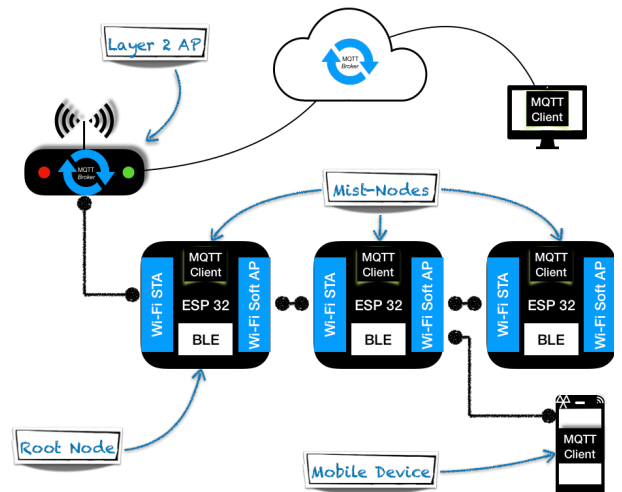 Layer 2 AP
MQTT
Broker
MQTT
Client
MQTT
Broker
Mist-Nodes
Wi-Fi STA
MQTT
Client
ESP 32
BLE
Wi-Fi Soft AP
Wi-Fi STA
MQTT
Client
ESP 32
BLE
Wi-Fi Soft AP
Wi-Fi STA
MQTT
Client
ESP 32
BLE
Wi-Fi Soft AP
Root Node
Mobile Device
MQTT
Client